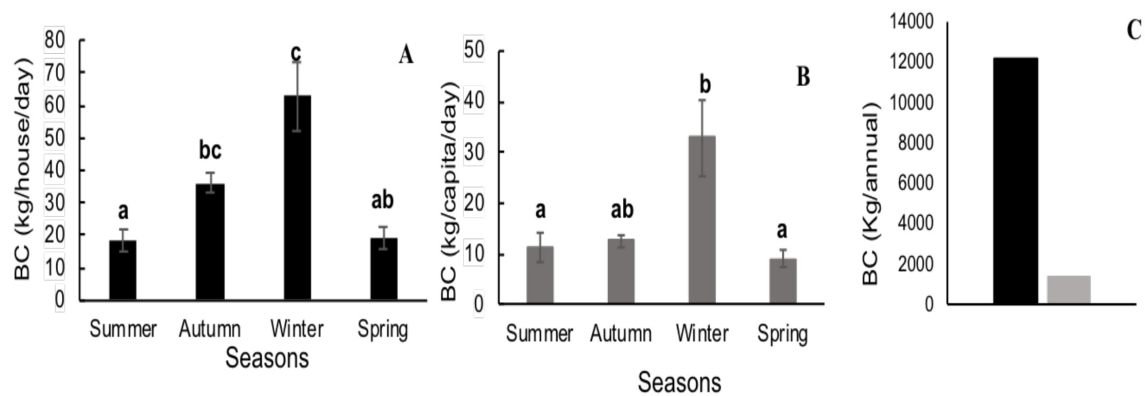 A
BC (kg/house/day)
80
70
60
50
40
30
20
10
0
a
bc
c
ab
Summer Autumn Winter Spring
Seasons
B
BC (kg/capita/day)
50
40
30
20
10
0
a
ab
b
a
Summer Autumn Winter Spring
Seasons
C
BC (Kg/annual)
14000
12000
10000
8000
6000
4000
2000
0